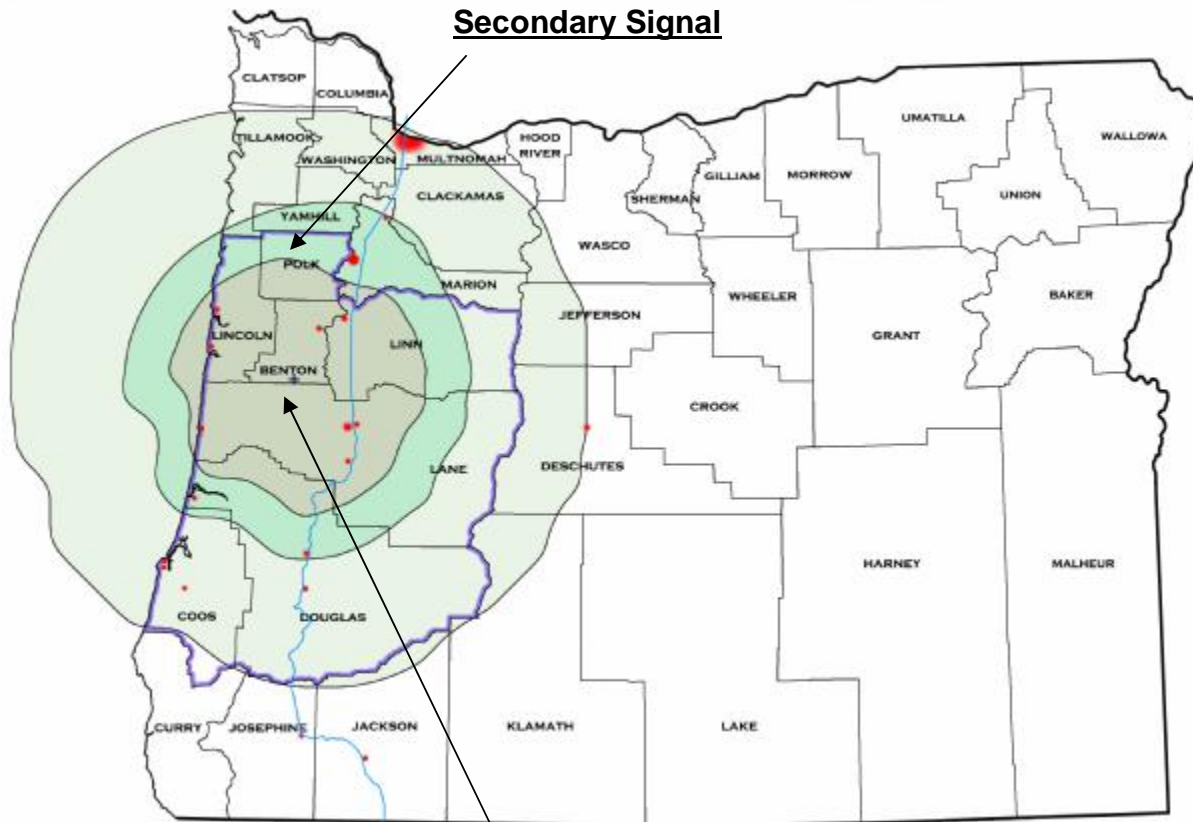 Secondary Signal
CLATSOP
COLUMBIA
TILLAMOOK
WASHINGTON
MULTNOMAH
HOOD
RIVER
CLACKAMAS
SHERMAN
GILLIAM
MORROW
UMATILLA
UNION
WALLOWA
YAMHILL
POLK
MARION
WASCO
WHEELER
JEFFERSON
GRANT
BAKER
LINCOLN
LINN
BENTON
CROOK
LANE
DESCHUTES
HARNEY
MALHEUR
COOS
DOUGLAS
CURRY
JOSEPHINE
JACKSON
KLAMATH
LAKE